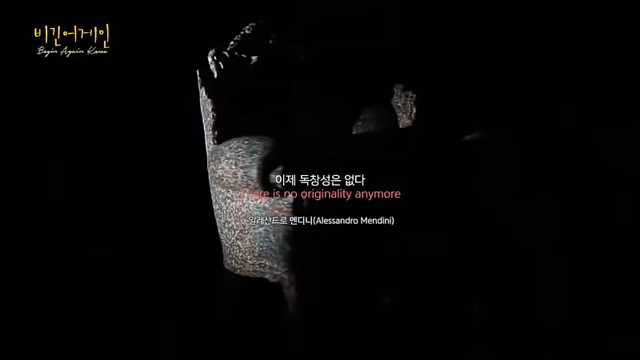 비긴어게인
Begin Again Korea
이제 독창성은 없다
There is no originality anymore
- 알레산드로 멘디니(Alessandro Mendini)